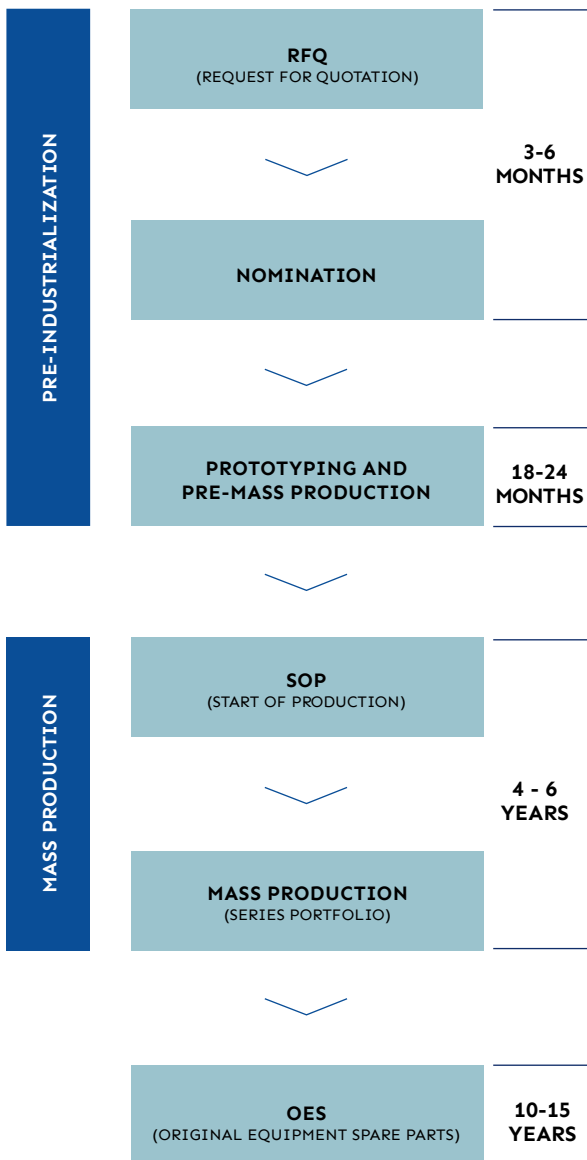 PRE-INDUSTRIALIZATION
RFQ
(REQUEST FOR QUOTATION)
3-6
MONTHS
NOMINATION
PROTOTYPING AND
PRE-MASS PRODUCTION
18-24
MONTHS
MASS PRODUCTION
SOP
(START OF PRODUCTION)
4 - 6
YEARS
MASS PRODUCTION
(SERIES PORTFOLIO)
OES
(ORIGINAL EQUIPMENT SPARE PARTS)
10-15
YEARS